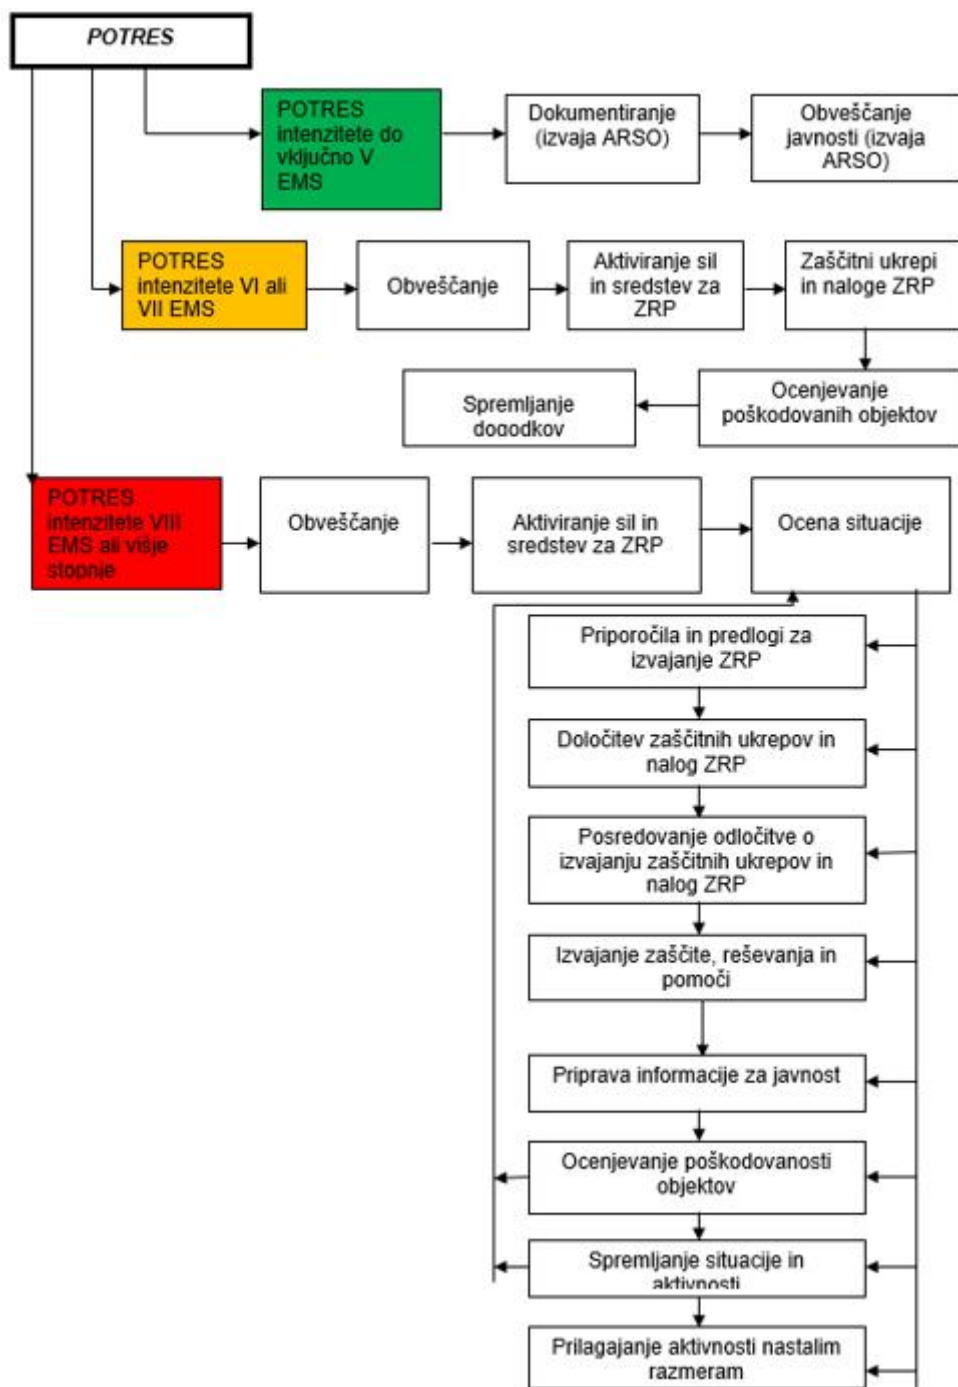 POTRES
POTRES
intenzitete do
vključno V
EMS
Dokumentiranje
(izvaja ARSO)
Obveščanje
javnosti (izvaja
ARSO)
POTRES
intenzitete VI ali
VII EMS
Obveščanje
Aktiviranje sil
in sredstev za
ZRP
Zaščitni ukrepi
in naloge ZRP
Ocenjevanje
poškodovanih objektov
Spremljanje
dogodkov
POTRES
intenzitete VIII
EMS ali višje
stopnje
Obveščanje
Aktiviranje sil in
sredstev za ZRP
Ocena situacije
Priporočila in predlogi za
izvajanje ZRP
Določitev zaščitnih ukrepov in
nalog ZRP
Posredovanje odločitve o
izvajanju zaščitnih ukrepov in
nalog ZRP
Izvajanje zaščite, reševanja in
pomoči
Priprava informacije za javnost
Ocenjevanje poškodovanosti
objektov
Spremljanje situacije in
aktivnosti
Prilagajanje aktivnosti nastalim
razmeram